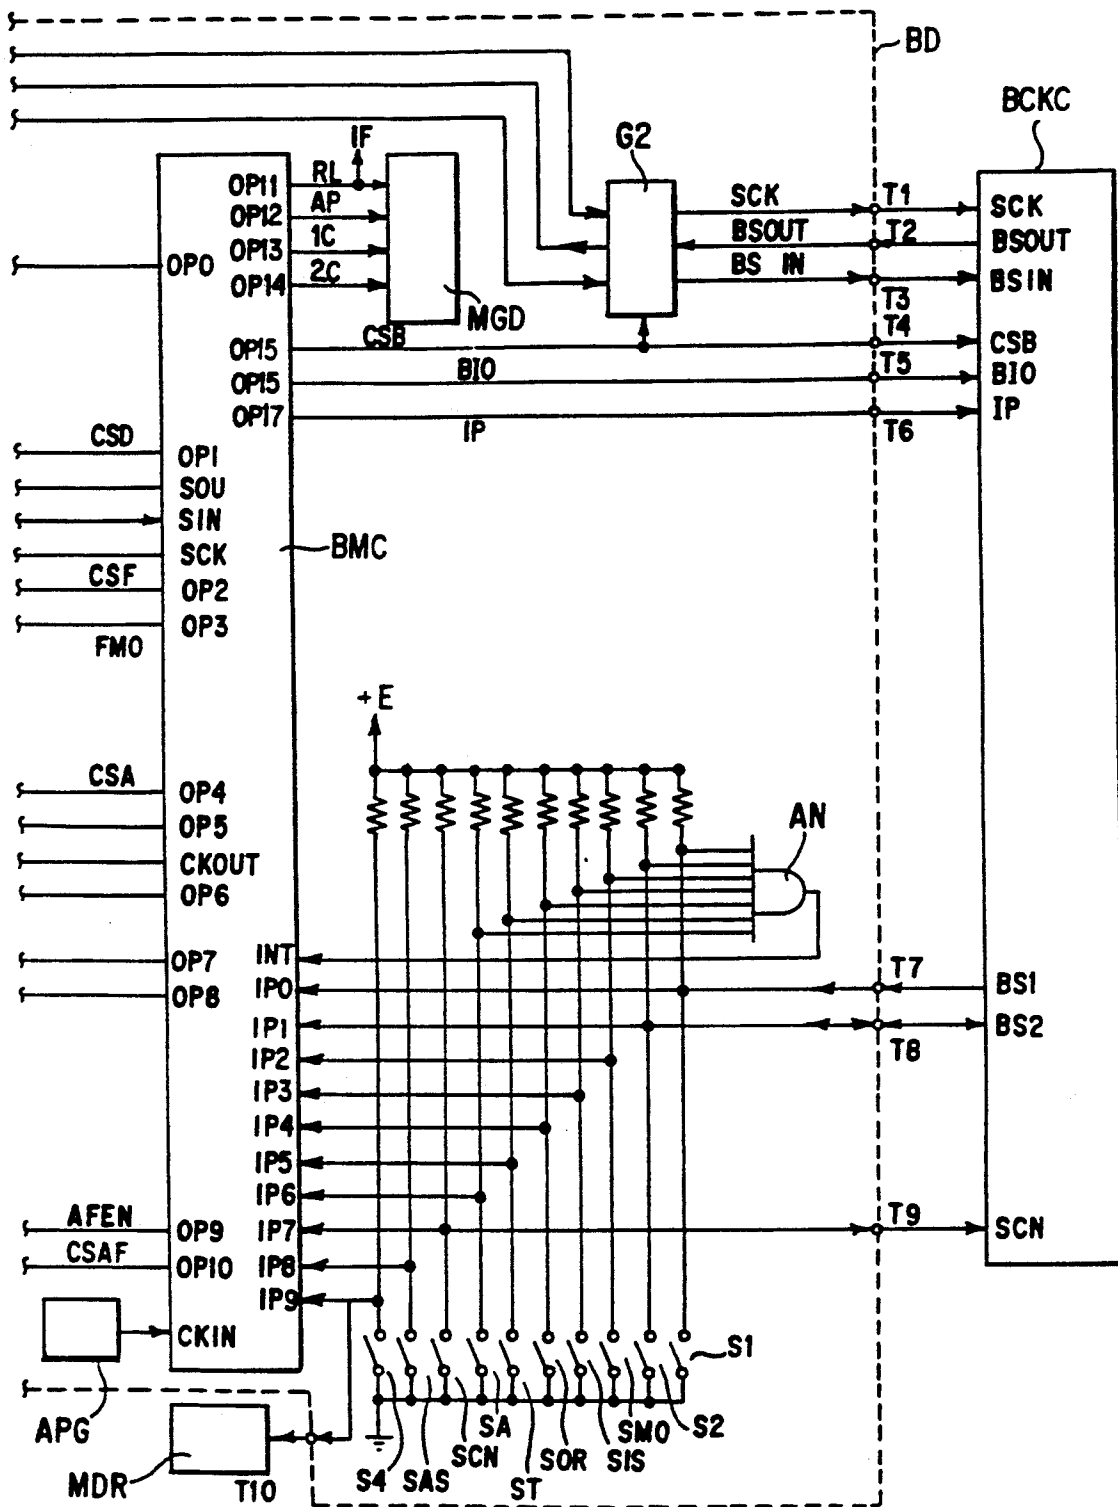 BD
BCKC
G2
IF
OP11 RL
OP12 AP
OP13 1C
OP14 2C
MGD
OP0
SCK T1 SCK
BSOUT T2 BSOUT
BS IN T3 BSIN
OP15 CSB T4 CSB
OP15 BIO T5 BIO
OP17 IP T6 IP
CSD OP1
SOU
SIN
SCK
BMC
CSF OP2
FMO OP3
+E
CSA OP4
OP5
CKOUT
OP6
AN
OP7
OP8
INT
IP0 T7 BS1
IP1 T8 BS2
IP2
IP3
IP4
IP5
IP6
AFEN OP9 IP7 T9 SCN
CSAF OP10 IP8
IP9
CKIN
APG
MDR
T10
S4 SAS SCN SA ST SOR SIS SMO S2 S1